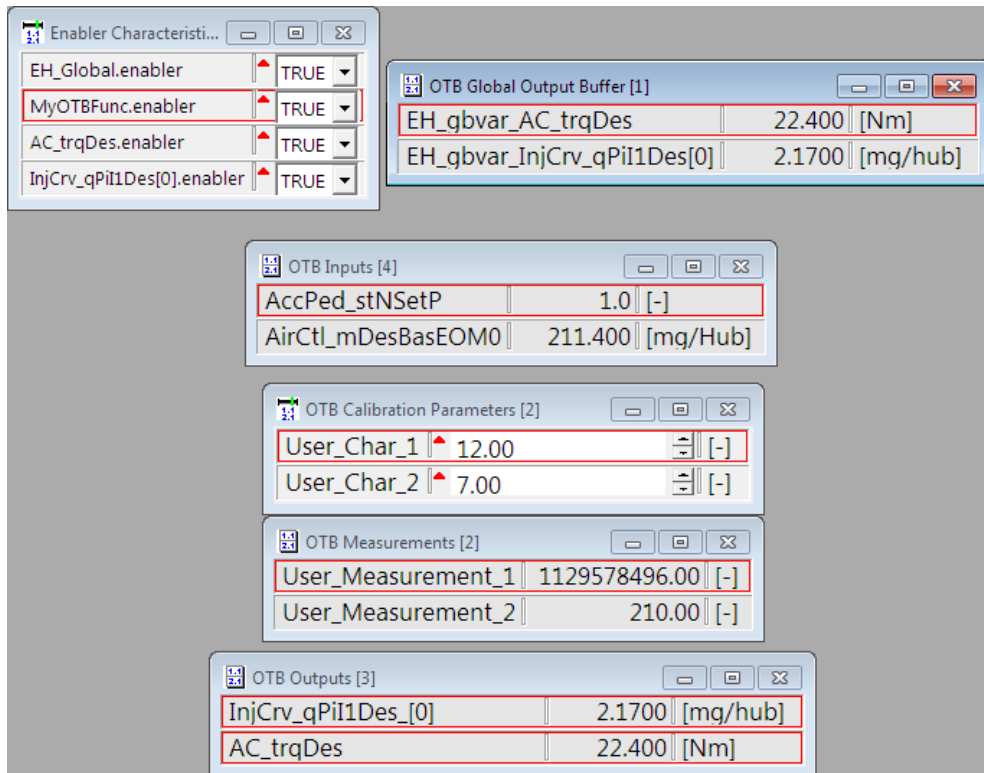 Enabler Characteristi...
EH_Global.enabler TRUE
MyOTBFunc.enabler TRUE
AC_trqDes.enabler TRUE
InjCrv_qPiI1Des[0].enabler TRUE
OTB Global Output Buffer [1]
EH_gbvar_AC_trqDes 22.400 [Nm]
EH_gbvar_InjCrv_qPiI1Des[0] 2.1700 [mg/hub]
OTB Inputs [4]
AccPed_stNSetP 1.0 [-]
AirCtl_mDesBasEOM0 211.400 [mg/Hub]
OTB Calibration Parameters [2]
User_Char_1 12.00 [-]
User_Char_2 7.00 [-]
OTB Measurements [2]
User_Measurement_1 1129578496.00 [-]
User_Measurement_2 210.00 [-]
OTB Outputs [3]
InjCrv_qPiI1Des_[0] 2.1700 [mg/hub]
AC_trqDes 22.400 [Nm]